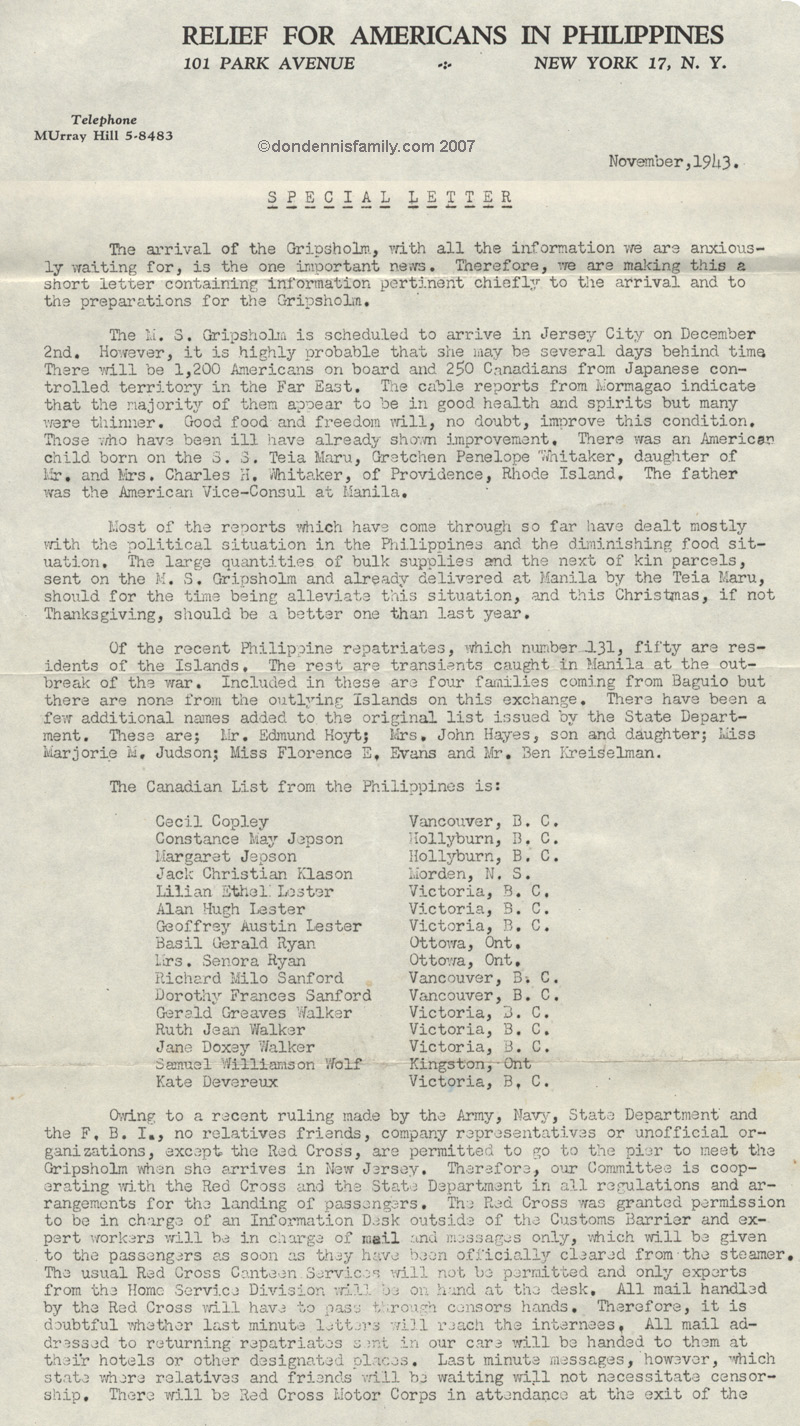 RELIEF FOR AMERICANS IN PHILIPPINES
101 PARK AVENUE -:- NEW YORK 17, N. Y.
Telephone
MUrray Hill 5-8483
©dondennisfamily.com 2007
November,1943.
S P E C I A L L E T T E R
The arrival of the Gripsholm, with all the information we are anxious-
ly waiting for, is the one important news. Therefore, we are making this a
short letter containing information pertinent chiefly to the arrival and to
the preparations for the Gripsholm.
The M. S. Gripsholm is scheduled to arrive in Jersey City on December
2nd. However, it is highly probable that she may be several days behind time
There will be 1,200 Americans on board and 250 Canadians from Japanese con-
trolled territory in the Far East. The cable reports from Mormagao indicate
that the majority of them appear to be in good health and spirits but many
were thinner. Good food and freedom will, no doubt, improve this condition.
Those who have been ill have already shown improvement. There was an American
child born on the S. S. Teia Maru, Gretchen Penelope Whitaker, daughter of
Mr. and Mrs. Charles H. Whitaker, of Providence, Rhode Island. The father
was the American Vice-Consul at Manila.
Most of the reports which have come through so far have dealt mostly
with the political situation in the Philippines and the diminishing food sit-
uation. The large quantities of bulk supplies and the next of kin parcels,
sent on the M. S. Gripsholm and already delivered at Manila by the Teia Maru,
should for the time being alleviate this situation, and this Christmas, if not
Thanksgiving, should be a better one than last year.
Of the recent Philippine repatriates, which number 131, fifty are res-
idents of the Islands. The rest are transients caught in Manila at the out-
break of the war. Included in these are four families coming from Baguio but
there are none from the outlying Islands on this exchange. There have been a
few additional names added to the original list issued by the State Depart-
ment. These are; Mr. Edmund Hoyt; Mrs. John Hayes, son and daughter; Miss
Marjorie M. Judson; Miss Florence E. Evans and Mr. Ben Kreiselman.
The Canadian List from the Philippines is:
Cecil Copley Vancouver, B. C.
Constance May Jepson Hollyburn, B. C.
Margaret Jepson Hollyburn, B. C.
Jack Christian Klason Morden, N. S.
Lilian Ethel Lester Victoria, B. C.
Alan Hugh Lester Victoria, B. C.
Geoffrey Austin Lester Victoria, B. C.
Basil Gerald Ryan Ottowa, Ont.
Mrs. Senora Ryan Ottowa, Ont.
Richard Milo Sanford Vancouver, B. C.
Dorothy Frances Sanford Vancouver, B. C.
Gerald Greaves Walker Victoria, B. C.
Ruth Jean Walker Victoria, B. C.
Jane Doxey Walker Victoria, B. C.
Samuel Williamson Wolf Kingston, Ont
Kate Devereux Victoria, B. C.
Owing to a recent ruling made by the Army, Navy, State Department and
the F. B. I., no relatives friends, company representatives or unofficial or-
ganizations, except the Red Cross, are permitted to go to the pier to meet the
Gripsholm when she arrives in New Jersey. Therefore, our Committee is coop-
erating with the Red Cross and the State Department in all regulations and ar-
rangements for the landing of passengers. The Red Cross was granted permission
to be in charge of an Information Desk outside of the Customs Barrier and ex-
pert workers will be in charge of mail and messages only, which will be given
to the passengers as soon as they have been officially cleared from the steamer.
The usual Red Cross Canteen Services will not be permitted and only experts
from the Home Service Division will be on hand at the desk. All mail handled
by the Red Cross will have to pass through censors hands. Therefore, it is
doubtful whether last minute letters will reach the internees. All mail ad-
dressed to returning repatriates sent in our care will be handed to them at
their hotels or other designated places. Last minute messages, however, which
state where relatives and friends will be waiting will not necessitate censor-
ship. There will be Red Cross Motor Corps in attendance at the exit of the